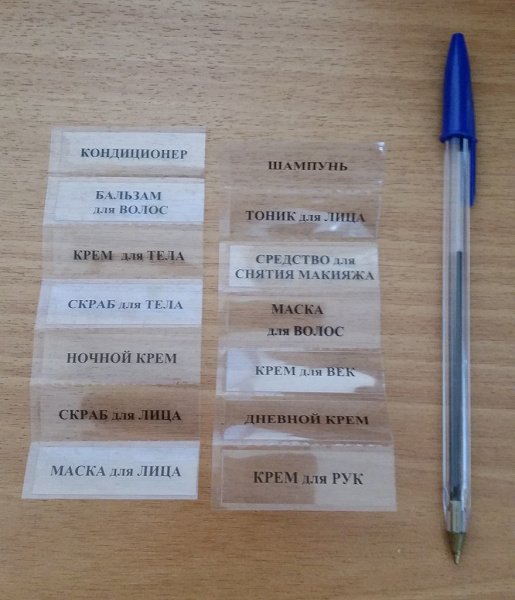 КОНДИЦИОНЕР
БАЛЬЗАМ
для ВОЛОС
КРЕМ для ТЕЛА
СКРАБ для ТЕЛА
НОЧНОЙ КРЕМ
СКРАБ для ЛИЦА
МАСКА для ЛИЦА
ШАМПУНЬ
ТОНИК для ЛИЦА
СРЕДСТВО для
СНЯТИЯ МАКИЯЖА
МАСКА
для ВОЛОС
КРЕМ для ВЕК
ДНЕВНОЙ КРЕМ
КРЕМ для РУК